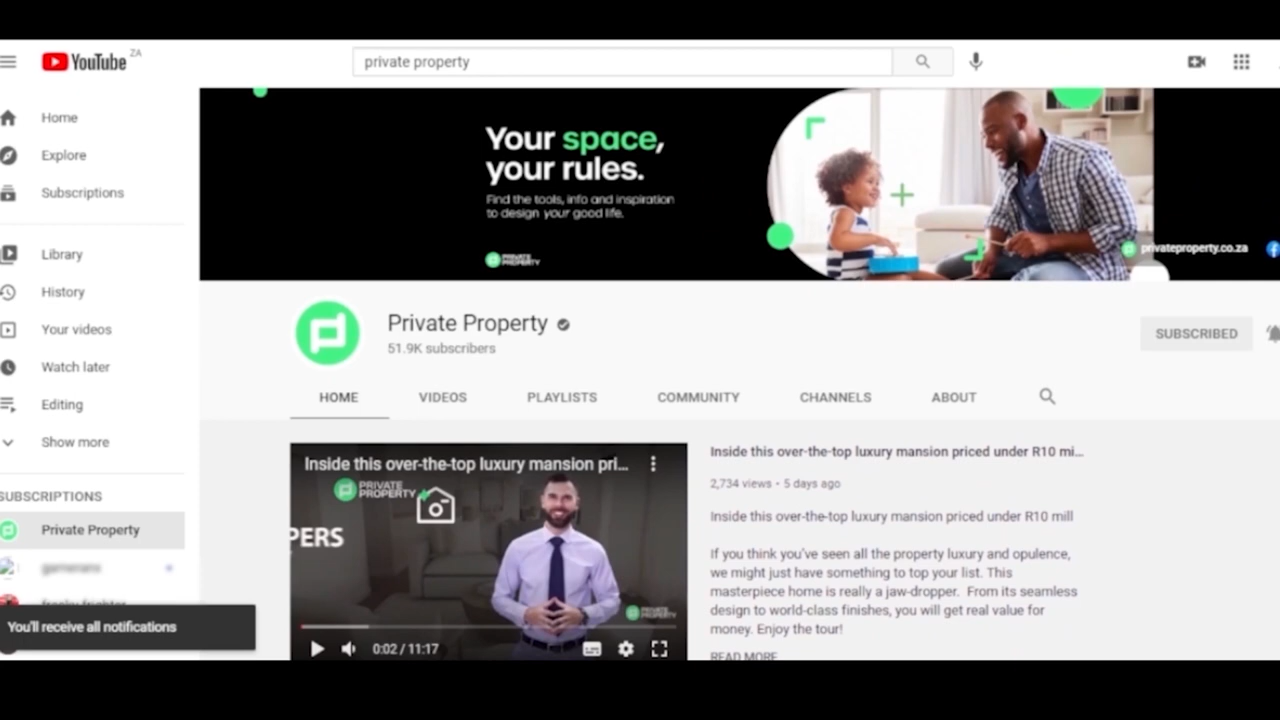 YouTube ZA
private property
Home
Explore
Subscriptions
Library
History
Your videos
Watch later
Editing
Show more
SUBSCRIPTIONS
Private Property
You'll receive all notifications
Your space,
your rules.
Find the tools, info and inspiration
to design your good life.
PRIVATE
PROPERTY
privateproperty.co.za
Private Property
51.9K subscribers
SUBSCRIBED
HOME VIDEOS PLAYLISTS COMMUNITY CHANNELS ABOUT
Inside this over-the-top luxury mansion pri...
PRIVATE
PROPERTY
PERS
PRIVATE
PROPERTY
0:02 / 11:17
Inside this over-the-top luxury mansion priced under R10 mi...
2,734 views • 5 days ago
Inside this over-the-top luxury mansion priced under R10 mill
If you think you've seen all the property luxury and opulence,
we might just have something to top your list. This
masterpiece home is really a jaw-dropper. From its seamless
design to world-class finishes, you will get real value for
money. Enjoy the tour!
READ MORE